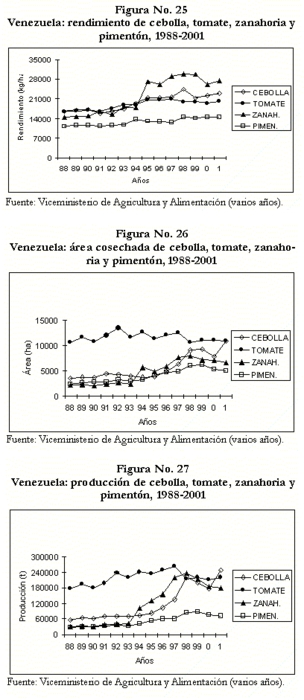 Figura No. 25
Venezuela: rendimiento de cebolla, tomate, zanahoria y
pimentón, 1988-2001
35000
28000
21000
14000
7000
0
Rendimiento (kg/ha)
88 89 90 91 92 93 94 95 96 97 98 99 0 1
Años
CEBOLLA
TOMATE
ZANAH.
PIMEN.
Fuente: Viceministerio de Agricultura y Alimentación (varios años).
Figura No. 26
Venezuela: área cosechada de cebolla, tomate, zanaho-
ria y pimentón, 1988-2001
15000
10000
5000
0
Área (ha)
88 89 90 91 92 93 94 95 96 97 98 99 0 1
Años
CEBOLLA
TOMATE
ZANAH.
PIMEN.
Fuente: Viceministerio de Agricultura y Alimentación (varios años).
Figura No. 27
Venezuela: producción de cebolla, tomate, zanahoria y
pimentón, 1988-2001
300000
240000
180000
120000
60000
0
Producción (t)
88 89 90 91 92 93 94 95 96 97 98 99 0 1
Años
CEBOLLA
TOMATE
ZANAH.
PIMEN.
Fuente: Viceministerio de Agricultura y Alimentación (varios años).